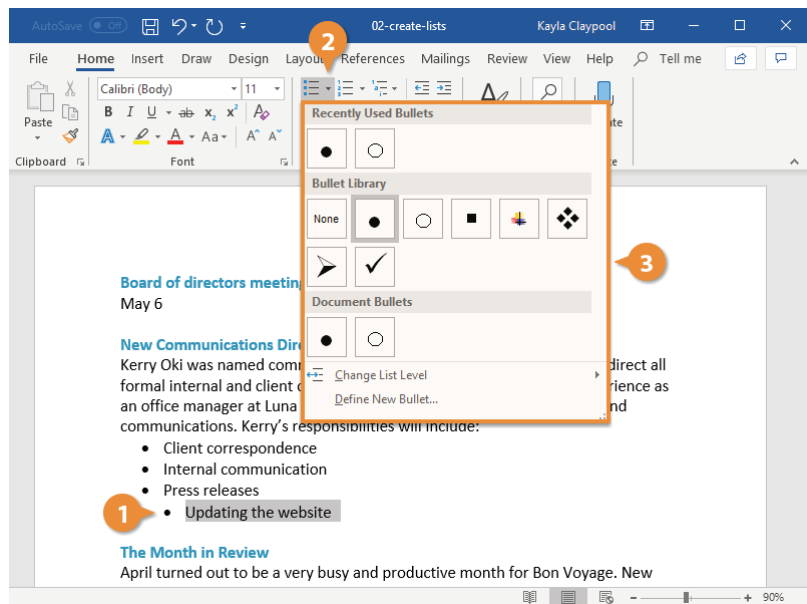 AutoSave Off 02-create-lists Kayla Claypool
File Home Insert Draw Design Layout References Mailings Review View Help Tell me
2
Calibri (Body) 11
Paste
B I U ab x₂ x² A
A A Aa A A
Clipboard Font
Recently Used Bullets
Bullet Library
None
3
Document Bullets
Change List Level
Define New Bullet...
Board of directors meeting
May 6
New Communications Dire
Kerry Oki was named com direct all
formal internal and client rience as
an office manager at Luna nd
communications. Kerry's responsibilities will include:
• Client correspondence
• Internal communication
• Press releases
1 • Updating the website
The Month in Review
April turned out to be a very busy and productive month for Bon Voyage. New
90%